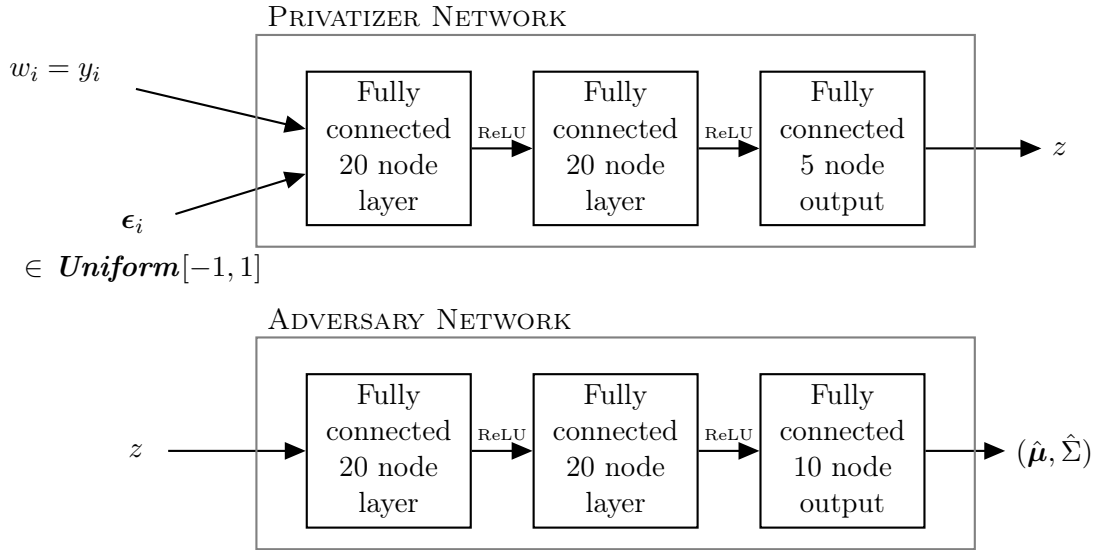 PRIVATIZER NETWORK
w_i = y_i
ϵ_i
∈ Uniform[−1, 1]
Fully
connected
20 node
layer
ReLU
Fully
connected
20 node
layer
ReLU
Fully
connected
5 node
output
z
ADVERSARY NETWORK
z
Fully
connected
20 node
layer
ReLU
Fully
connected
20 node
layer
ReLU
Fully
connected
10 node
output
(μ̂, Σ̂)